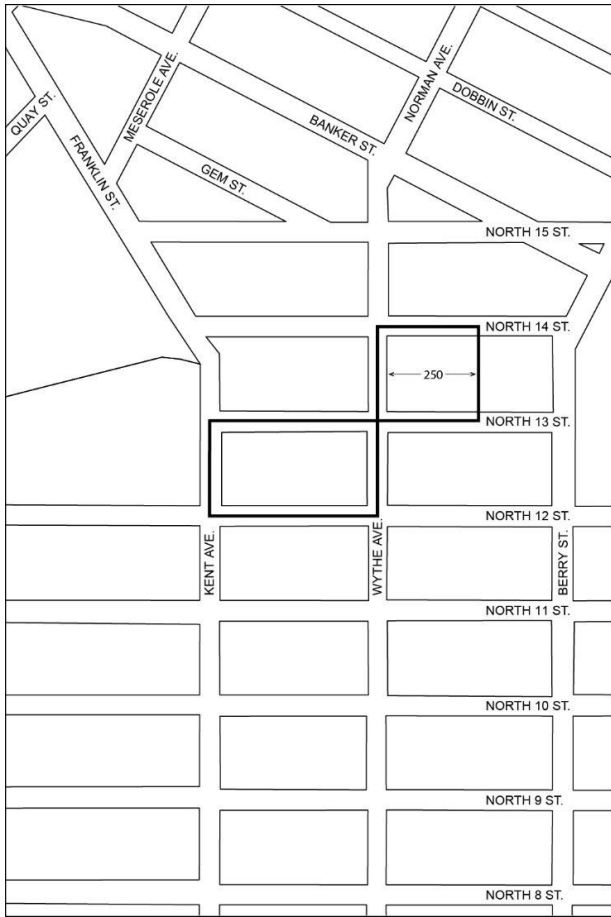 MESEROLE AVE.
NORMAN AVE.
QUAY ST.
DOBBIN ST.
BANKER ST.
FRANKLIN ST.
GEM ST.
NORTH 15 ST.
NORTH 14 ST.
250
NORTH 13 ST.
NORTH 12 ST.
KENT AVE.
WYTHE AVE.
BERRY ST.
NORTH 11 ST.
NORTH 10 ST.
NORTH 9 ST.
NORTH 8 ST.